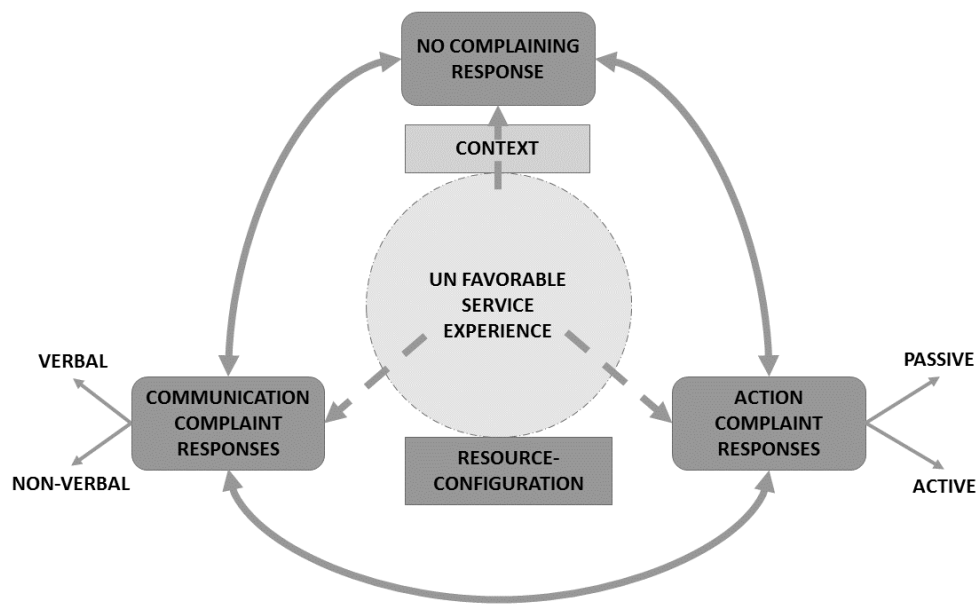 NO COMPLAINING
RESPONSE
CONTEXT
UN FAVORABLE
SERVICE
EXPERIENCE
VERBAL
NON-VERBAL
COMMUNICATION
COMPLAINT
RESPONSES
ACTION
COMPLAINT
RESPONSES
PASSIVE
ACTIVE
RESOURCE-
CONFIGURATION